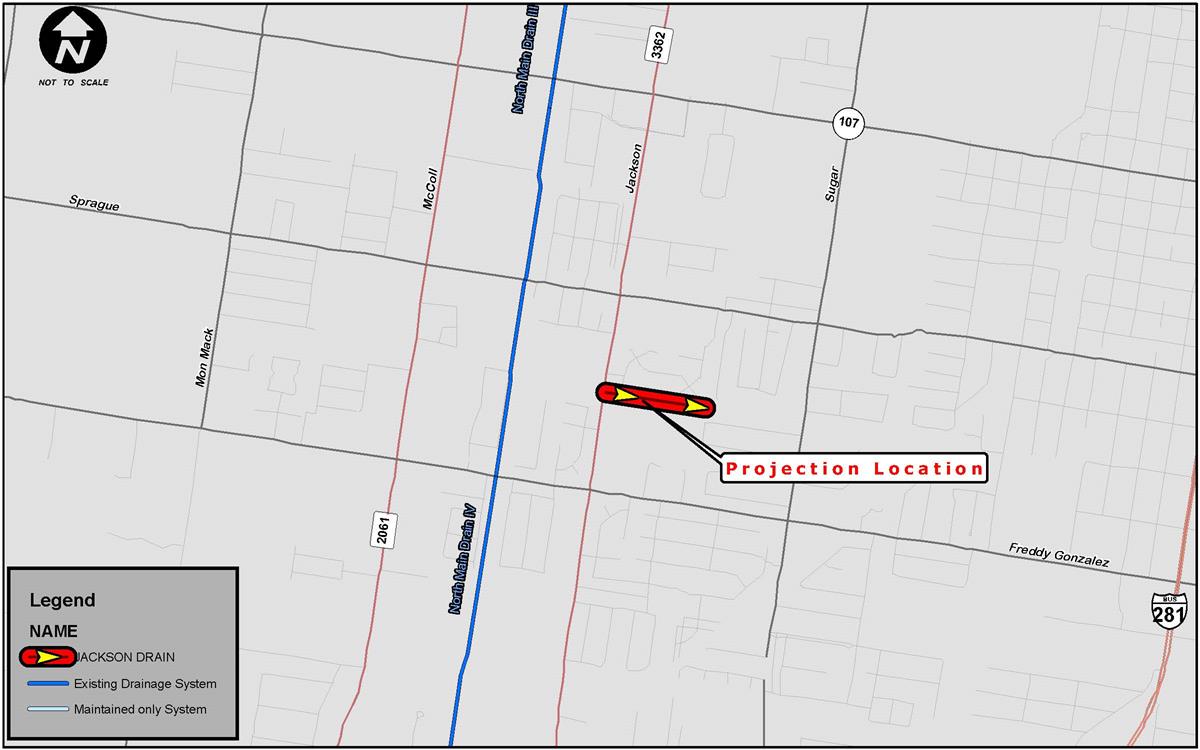 N
NOT TO SCALE
North Main Drain III
3362
107
McColl
Jackson
Sugar
Sprague
Mon Mack
Projection Location
2061
North Main Drain IV
Freddy Gonzalez
BUS
281
Legend
NAME
JACKSON DRAIN
Existing Drainage System
Maintained only System